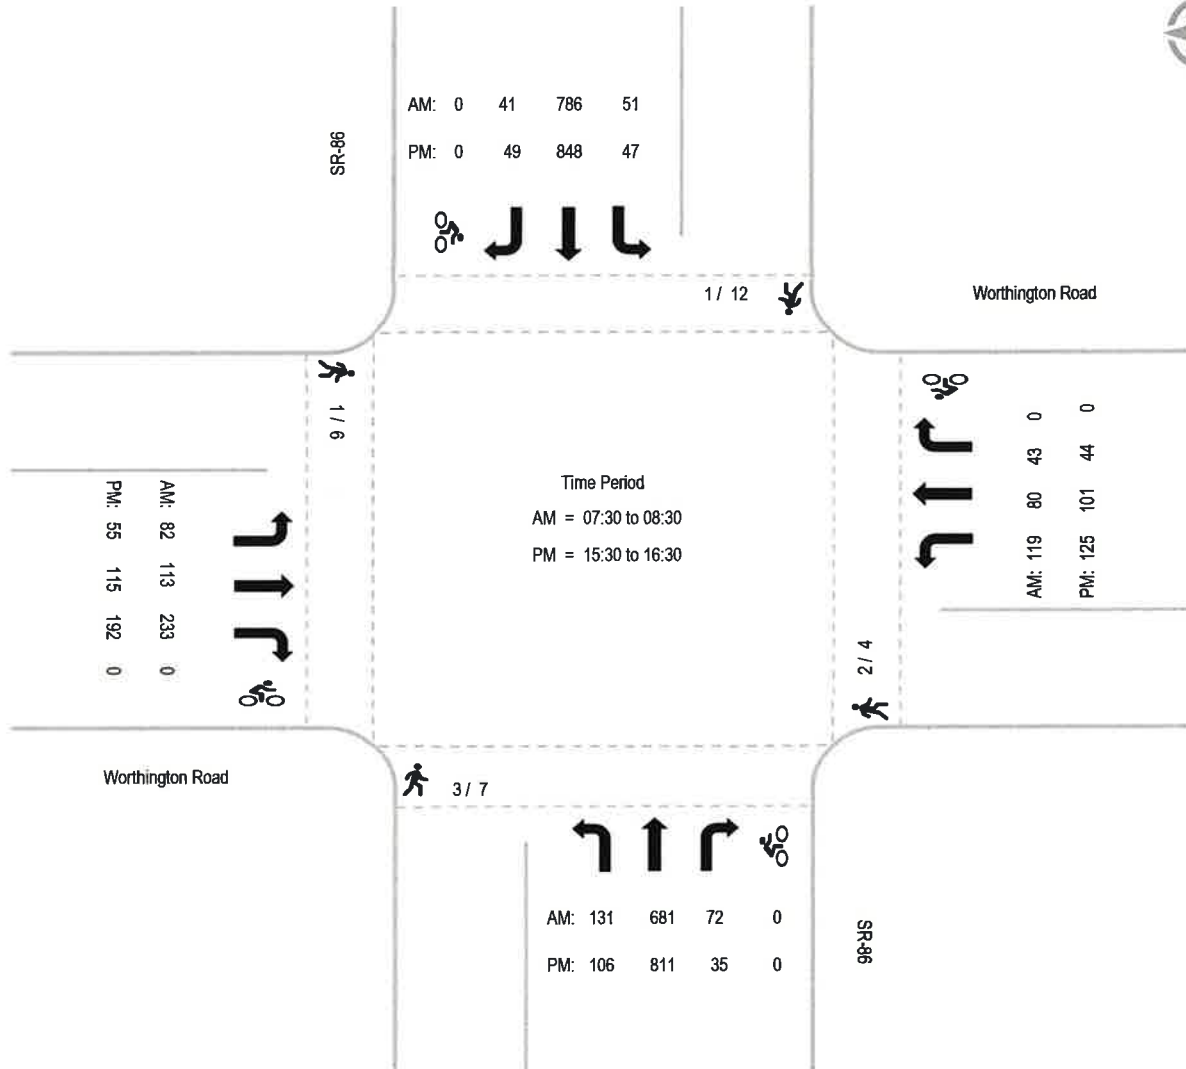 AM: 0 41 786 51
PM: 0 49 848 47
SR-86
1 / 12
Worthington Road
1 / 6
AM: 119 80 43 0
PM: 125 101 44 0
Time Period
AM = 07:30 to 08:30
PM = 15:30 to 16:30
AM: 82 113 233 0
PM: 55 115 192 0
2 / 4
Worthington Road
3 / 7
AM: 131 681 72 0
PM: 106 811 35 0
SR-86